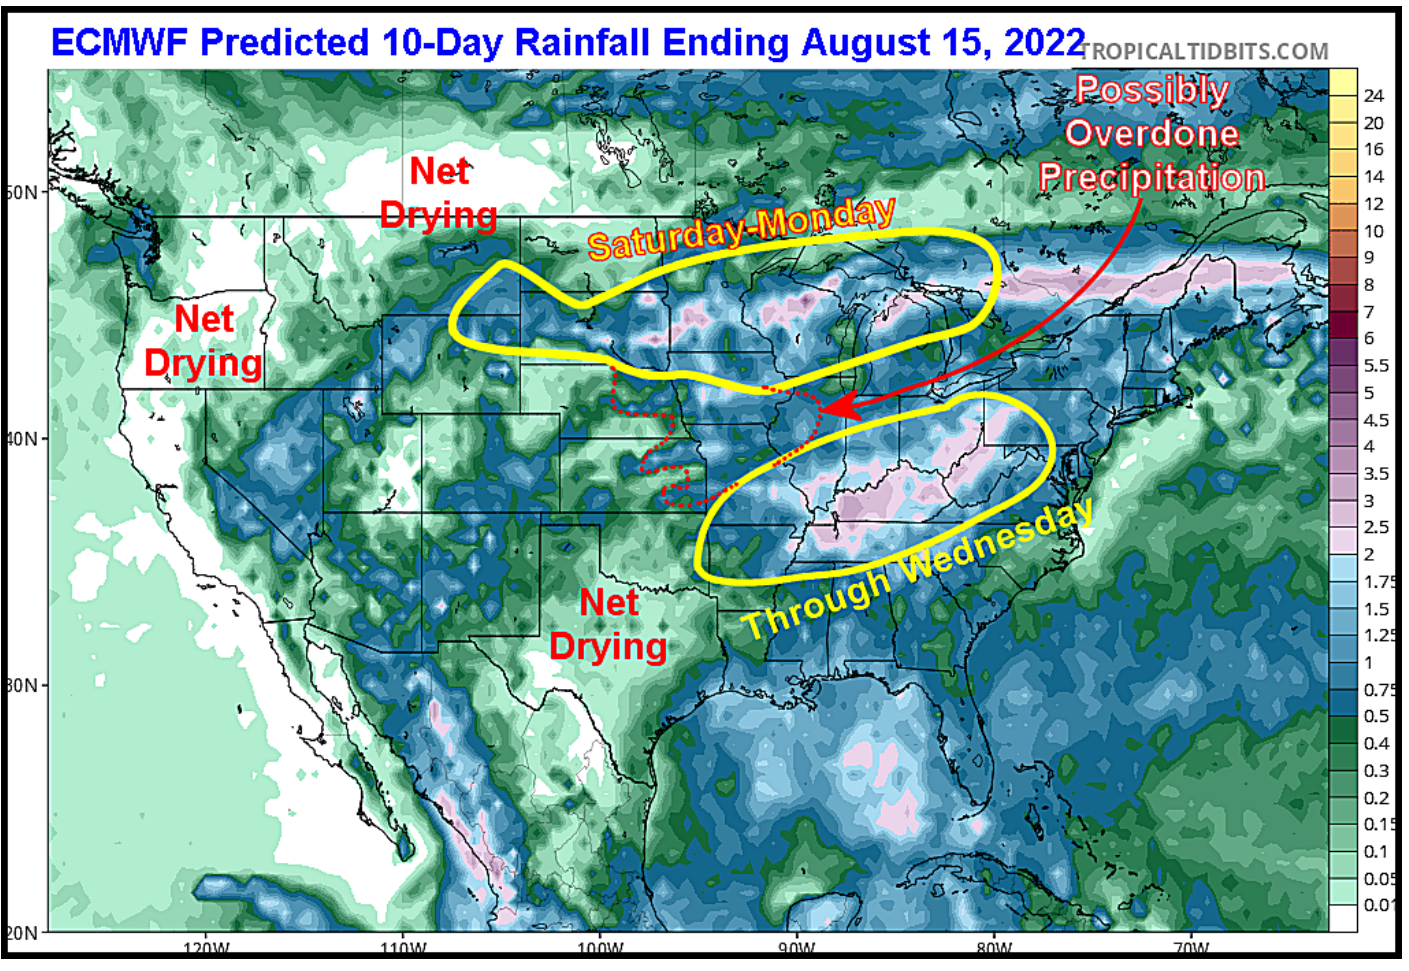 ECMWF Predicted 10-Day Rainfall Ending August 15, 2022
TROPICALTIDBITS.COM
Possibly
Overdone
Precipitation
Net
Drying
Saturday-Monday
Net
Drying
Through Wednesday
Net
Drying
50N
40N
30N
20N
120W
110W
100W
90W
80W
70W
24
20
16
14
12
10
9
8
7
6
5.5
5
4.5
4
3.5
3
2.5
2
1.75
1.5
1.25
1
0.75
0.5
0.4
0.3
0.2
0.15
0.1
0.05
0.01